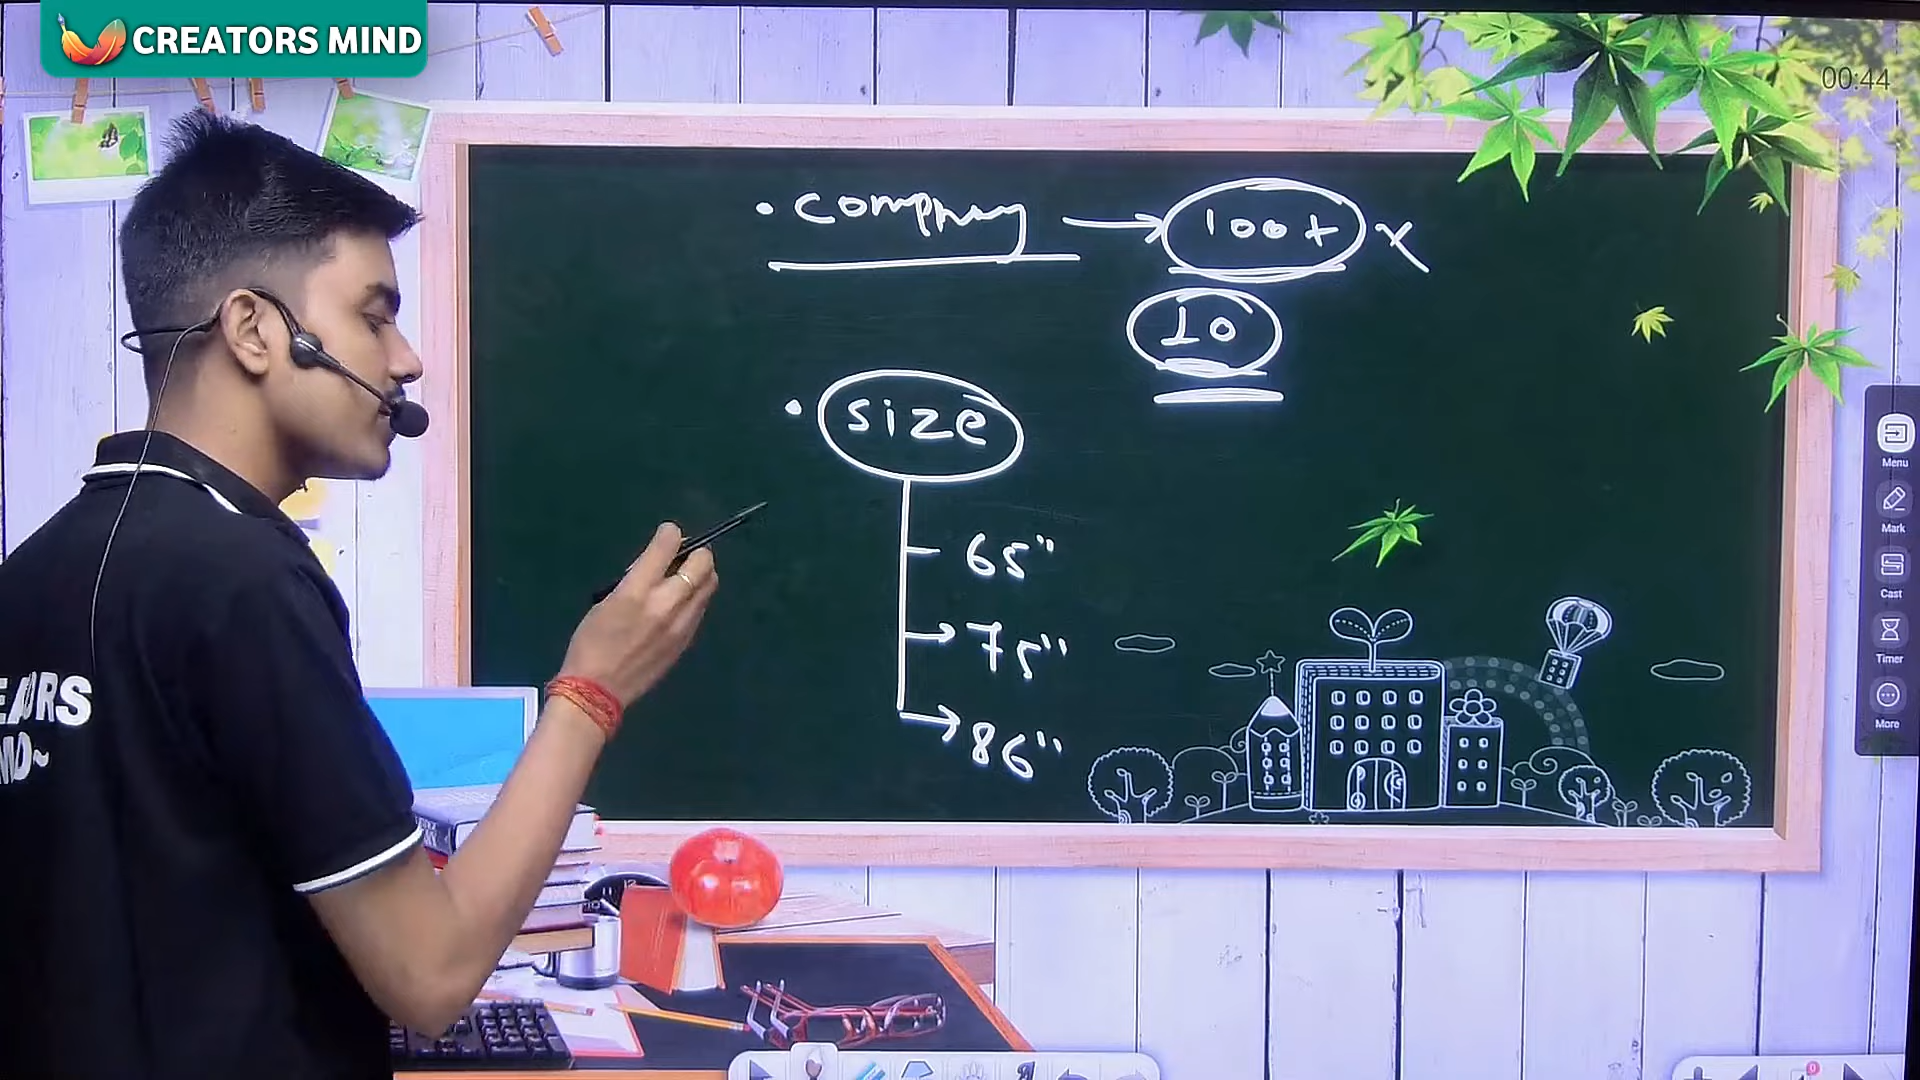 CREATORS MIND
00:44
• company → 100+ x
10
• size
65"
75"
86"
Menu
Mark
Cast
Timer
More